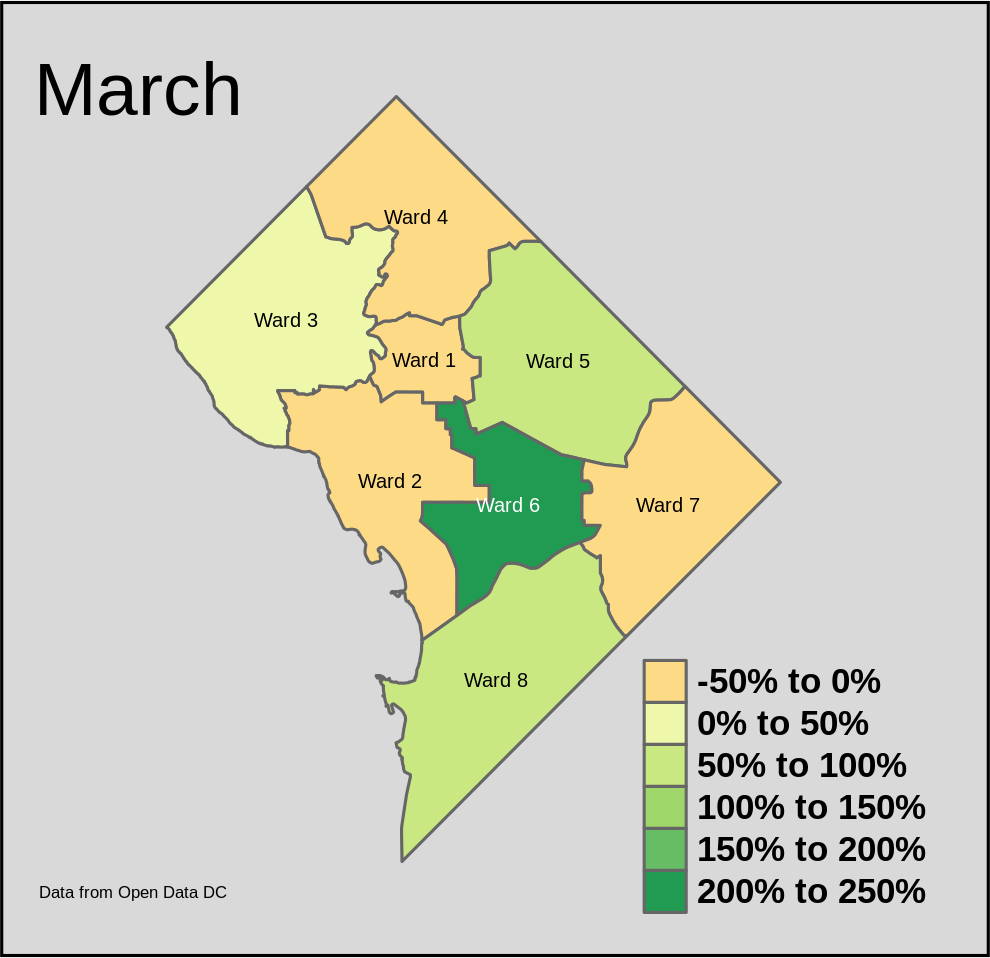 March
Ward 4
Ward 3
Ward 1
Ward 5
Ward 2
Ward 6
Ward 7
Ward 8
-50% to 0%
0% to 50%
50% to 100%
100% to 150%
150% to 200%
200% to 250%
Data from Open Data DC